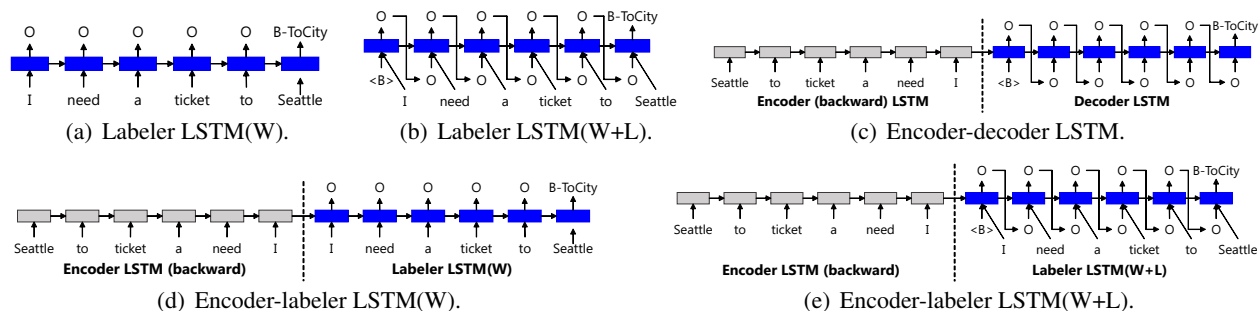 O O O O O B-ToCity
I need a ticket to Seattle
(a) Labeler LSTM(W).
O O O O O B-ToCity
<B> O O O O O
I need a ticket to Seattle
(b) Labeler LSTM(W+L).
O O O O O B-ToCity
Seattle to ticket a need I <B> O O O O O
Encoder (backward) LSTM Decoder LSTM
(c) Encoder-decoder LSTM.
O O O O O B-ToCity
Seattle to ticket a need I I need a ticket to Seattle
Encoder LSTM (backward) Labeler LSTM(W)
(d) Encoder-labeler LSTM(W).
O O O O O B-ToCity
<B> O O O O O
Seattle to ticket a need I I need a ticket to Seattle
Encoder LSTM (backward) Labeler LSTM(W+L)
(e) Encoder-labeler LSTM(W+L).